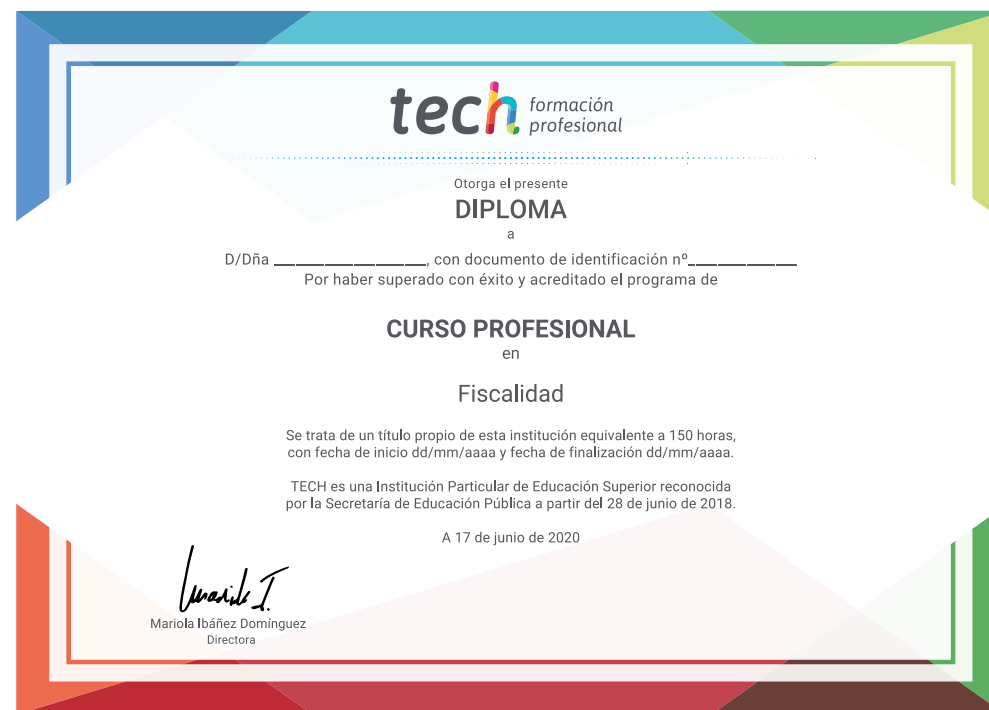 tech formación
profesional
Otorga el presente
DIPLOMA
a
D/Dña ________________, con documento de identificación nº___________
Por haber superado con éxito y acreditado el programa de
CURSO PROFESIONAL
en
Fiscalidad
Se trata de un título propio de esta institución equivalente a 150 horas,
con fecha de inicio dd/mm/aaaa y fecha de finalización dd/mm/aaaa.
TECH es una Institución Particular de Educación Superior reconocida
por la Secretaría de Educación Pública a partir del 28 de junio de 2018.
A 17 de junio de 2020
Mariola I.
Mariola Ibáñez Domínguez
Directora